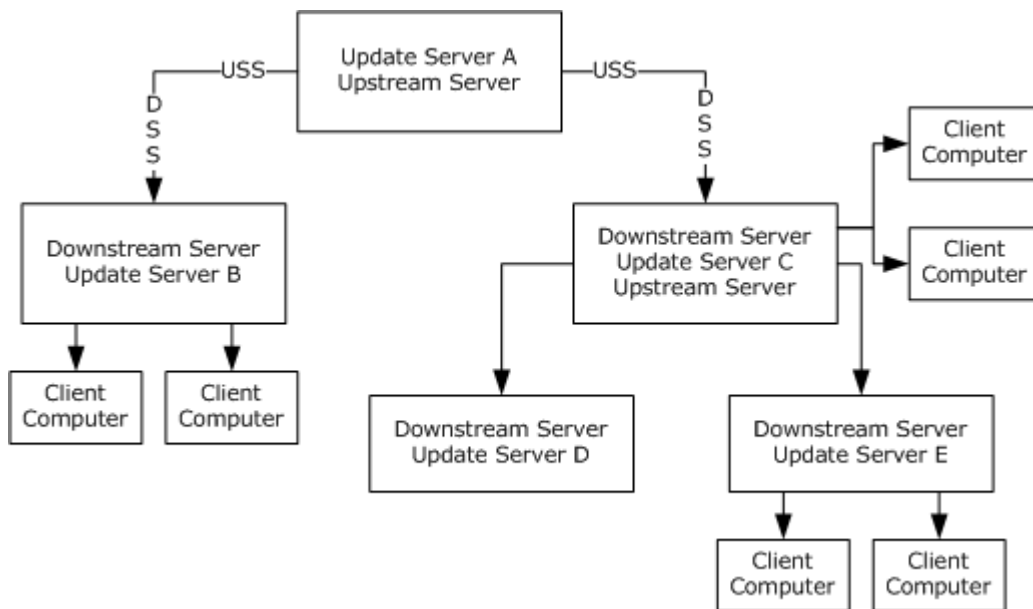 Update Server A
Upstream Server
USS
USS
D
S
S
D
S
S
Client
Computer
Client
Computer
Downstream Server
Update Server B
Downstream Server
Update Server C
Upstream Server
Client
Computer
Client
Computer
Downstream Server
Update Server D
Downstream Server
Update Server E
Client
Computer
Client
Computer